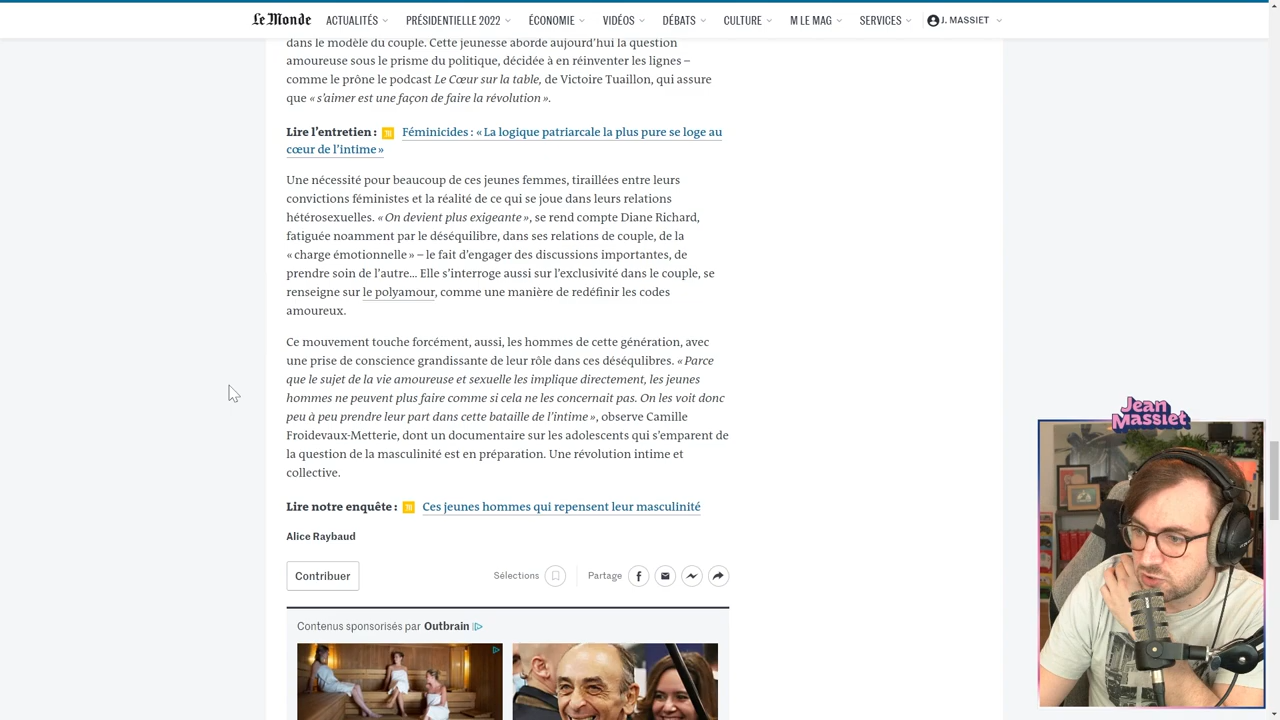 Le Monde ACTUALITÉS PRÉSIDENTIELLE 2022 ÉCONOMIE VIDÉOS DÉBATS CULTURE M LE MAG SERVICES J. MASSIET
dans le modèle du couple. Cette jeunesse aborde aujourd’hui la question
amoureuse sous le prisme du politique, décidée à en réinventer les lignes –
comme le prône le podcast Le Cœur sur la table, de Victoire Tuaillon, qui assure
que « s’aimer est une façon de faire la révolution ».
Lire l’entretien : Féminicides : « La logique patriarcale la plus pure se loge au
cœur de l’intime »
Une nécessité pour beaucoup de ces jeunes femmes, tiraillées entre leurs
convictions féministes et la réalité de ce qui se joue dans leurs relations
hétérosexuelles. « On devient plus exigeante », se rend compte Diane Richard,
fatiguée noamment par le déséquilibre, dans ses relations de couple, de la
« charge émotionnelle » – le fait d’engager des discussions importantes, de
prendre soin de l’autre… Elle s’interroge aussi sur l’exclusivité dans le couple, se
renseigne sur le polyamour, comme une manière de redéfinir les codes
amoureux.
Ce mouvement touche forcément, aussi, les hommes de cette génération, avec
une prise de conscience grandissante de leur rôle dans ces déséqulibres. « Parce
que le sujet de la vie amoureuse et sexuelle les implique directement, les jeunes
hommes ne peuvent plus faire comme si cela ne les concernait pas. On les voit donc
peu à peu prendre leur part dans cette bataille de l’intime », observe Camille
Froidevaux-Metterie, dont un documentaire sur les adolescents qui s’emparent de
la question de la masculinité est en préparation. Une révolution intime et
collective.
Lire notre enquête : Ces jeunes hommes qui repensent leur masculinité
Alice Raybaud
Contribuer Sélections Partage
Contenus sponsorisés par Outbrain
Jean
Massiet